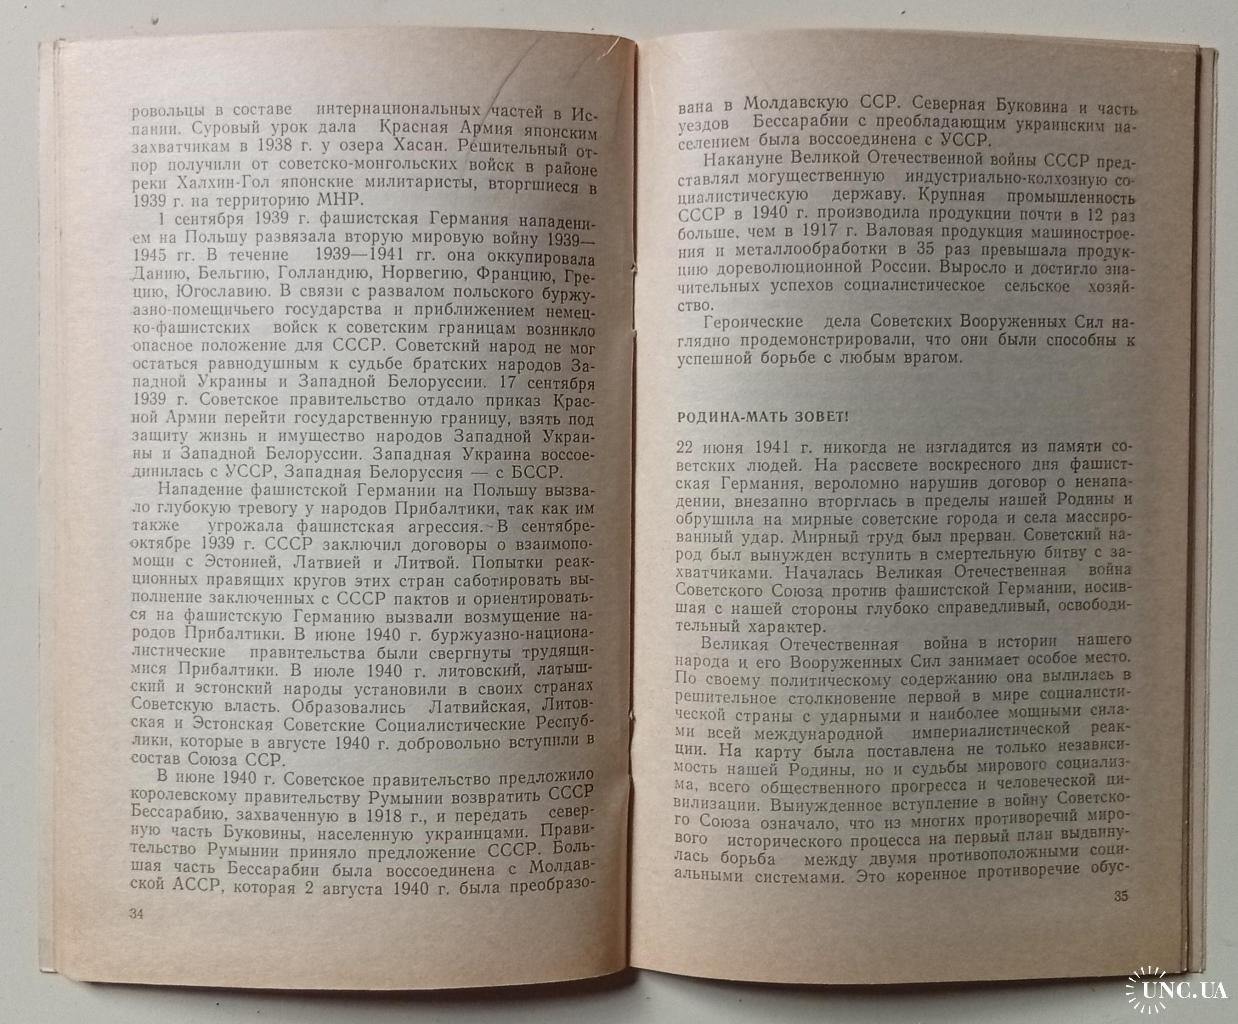 ровольцы в составе интернациональных частей в Ис-
пании. Суровый урок дала Красная Армия японским
захватчикам в 1938 г. у озера Хасан. Решительный от-
пор получили от советско-монгольских войск в районе
реки Халхин-Гол японские милитаристы, вторгшиеся в
1939 г. на территорию МНР.
1 сентября 1939 г. фашистская Германия нападени-
ем на Польшу развязала вторую мировую войну 1939—
1945 гг. В течение 1939—1941 гг. она оккупировала
Данию, Бельгию, Голландию, Норвегию, Францию, Гре-
цию, Югославию. В связи с развалом польского буржу-
азно-помещичьего государства и приближением немец-
ко-фашистских войск к советским границам возникло
опасное положение для СССР. Советский народ не мог
остаться равнодушным к судьбе братских народов За-
падной Украины и Западной Белоруссии. 17 сентября
1939 г. Советское правительство отдало приказ Крас-
ной Армии перейти государственную границу, взять под
защиту жизнь и имущество народов Западной Украи-
ны и Западной Белоруссии. Западная Украина воссое-
динилась с УССР, Западная Белоруссия — с БССР.
Нападение фашистской Германии на Польшу вызва-
ло глубокую тревогу у народов Прибалтики, так как им
также угрожала фашистская агрессия. В сентябре-
октябре 1939 г. СССР заключил договоры о взаимопо-
мощи с Эстонией, Латвией и Литвой. Попытки реак-
ционных правящих кругов этих стран саботировать вы-
полнение заключенных с СССР пактов и ориентировать-
ся на фашистскую Германию вызвали возмущение на-
родов Прибалтики. В июне 1940 г. буржуазно-национа-
листические правительства были свергнуты трудящи-
мися Прибалтики. В июле 1940 г. литовский, латыш-
ский и эстонский народы установили в своих странах
Советскую власть. Образовались Латвийская, Литов-
ская и Эстонская Советские Социалистические Респуб-
лики, которые в августе 1940 г. добровольно вступили в
состав Союза ССР.
В июне 1940 г. Советское правительство предложило
королевскому правительству Румынии возвратить СССР
Бессарабию, захваченную в 1918 г., и передать север-
ную часть Буковины, населенную украинцами. Прави-
тельство Румынии приняло предложение СССР. Боль-
шая часть Бессарабии была воссоединена с Молдав-
ской АССР, которая 2 августа 1940 г. была преобразо-
34
вана в Молдавскую ССР. Северная Буковина и часть
уездов Бессарабии с преобладающим украинским на-
селением была воссоединена с УССР.
Накануне Великой Отечественной войны СССР пред-
ставлял могущественную индустриально-колхозную со-
циалистическую державу. Крупная промышленность
СССР в 1940 г. производила продукции почти в 12 раз
больше, чем в 1917 г. Валовая продукция машинострое-
ния и металлообработки в 35 раз превышала продук-
цию дореволюционной России. Выросло и достигло зна-
чительных успехов социалистическое сельское хозяй-
ство.
Героические дела Советских Вооруженных Сил на-
глядно продемонстрировали, что они были способны к
успешной борьбе с любым врагом.
РОДИНА-МАТЬ ЗОВЕТ!
22 июня 1941 г. никогда не изгладится из памяти со-
ветских людей. На рассвете воскресного дня фашист-
ская Германия, вероломно нарушив договор о ненапа-
дении, внезапно вторглась в пределы нашей Родины и
обрушила на мирные советские города и села массиро-
ванный удар. Мирный труд был прерван. Советский на-
род был вынужден вступить в смертельную битву с за-
хватчиками. Началась Великая Отечественная война
Советского Союза против фашистской Германии, носив-
шая с нашей стороны глубоко справедливый, освободи-
тельный характер.
Великая Отечественная война в истории нашего
народа и его Вооруженных Сил занимает особое место.
По своему политическому содержанию она вылилась в
решительное столкновение первой в мире социалисти-
ческой страны с ударными и наиболее мощными сила-
ми всей международной империалистической реак-
ции. На карту была поставлена не только независи-
мость нашей Родины, но и судьбы мирового социализ-
ма, всего общественного прогресса и человеческой ци-
вилизации. Вынужденное вступление в войну Советско-
го Союза означало, что из многих противоречий миро-
вого исторического процесса на первый план выдвину-
лась борьба между двумя противоположными соци-
альными системами. Это коренное противоречие обус-
35
UNC.UA